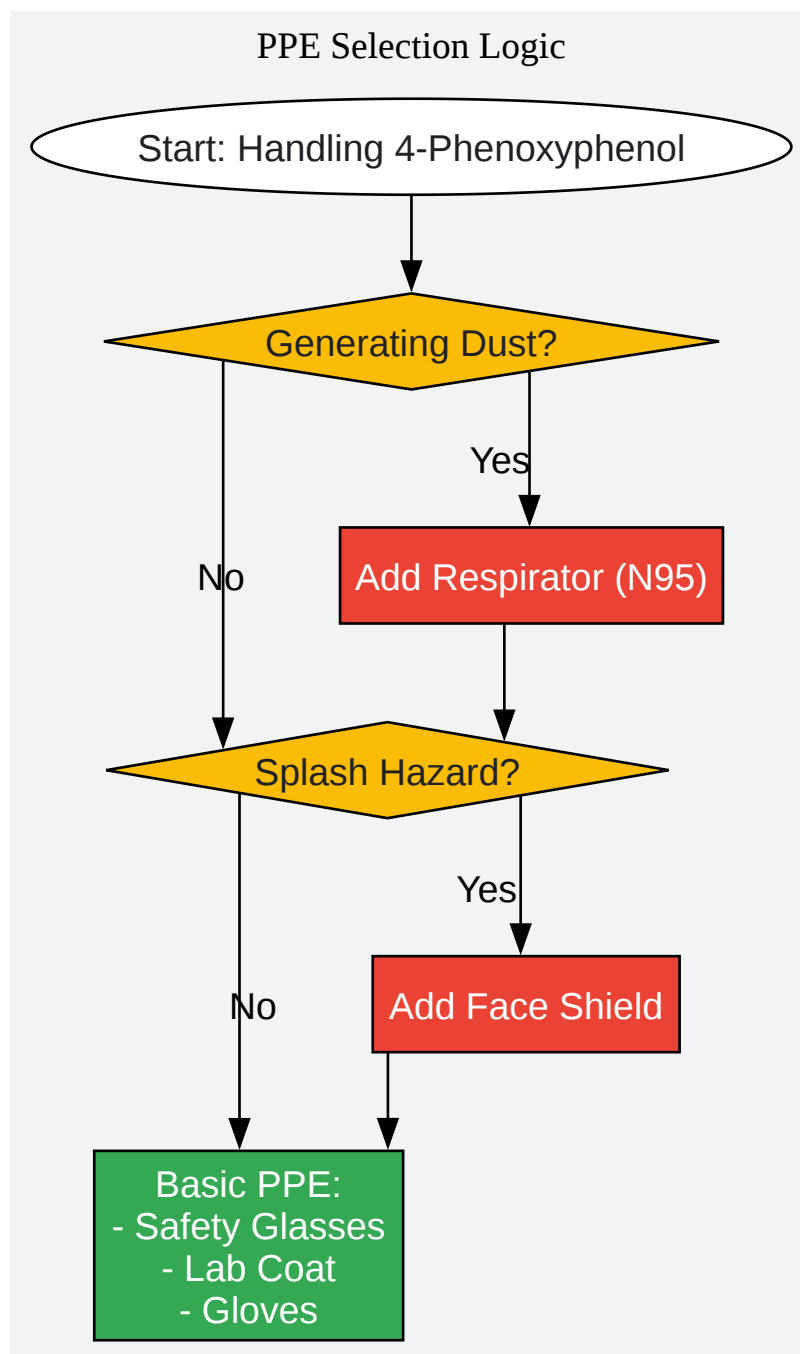 PPE Selection Logic
Start: Handling 4-Phenoxyphenol
Generating Dust?
Yes
No
Add Respirator (N95)
Splash Hazard?
Yes
No
Add Face Shield
Basic PPE:
- Safety Glasses
- Lab Coat
- Gloves